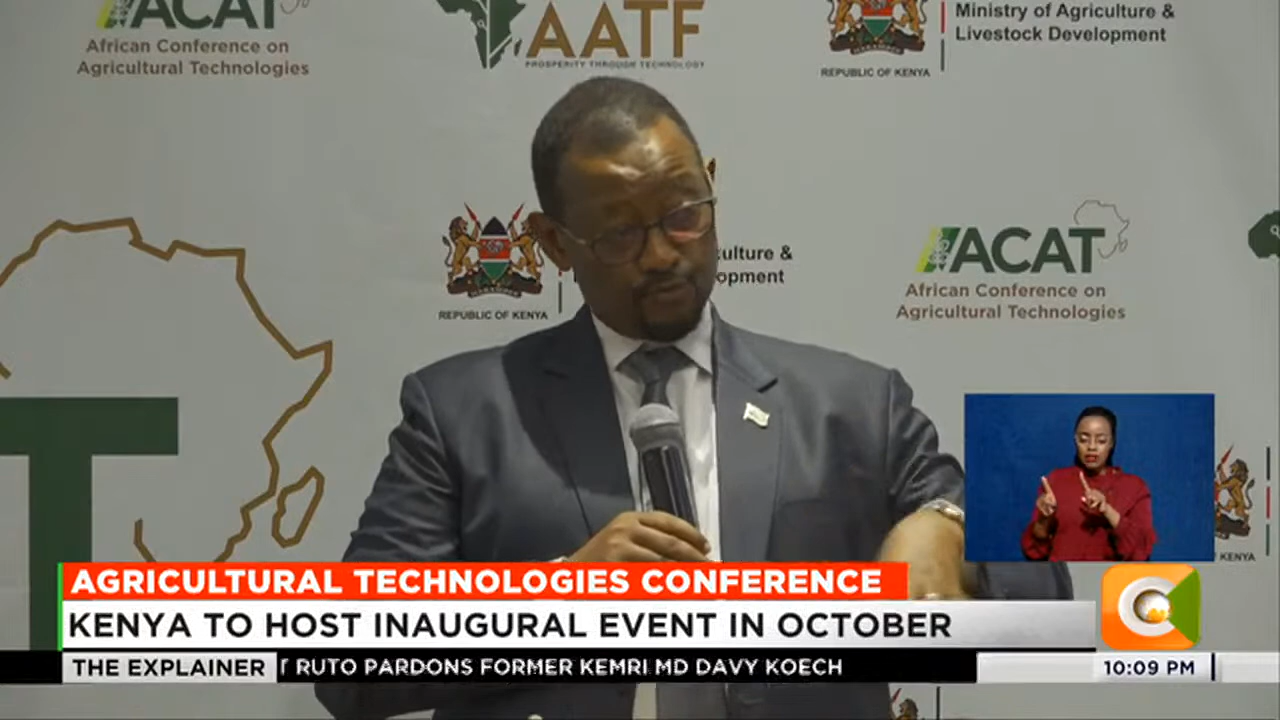 ACAT
African Conference on
Agricultural Technologies
AATF
PROSPERITY THROUGH TECHNOLOGY
REPUBLIC OF KENYA
Ministry of Agriculture &
Livestock Development
REPUBLIC OF KENYA
culture &
opment
ACAT
African Conference on
Agricultural Technologies
T
KENYA
AGRICULTURAL TECHNOLOGIES CONFERENCE
KENYA TO HOST INAUGURAL EVENT IN OCTOBER
THE EXPLAINER
T RUTO PARDONS FORMER KEMRI MD DAVY KOECH
10:09 PM